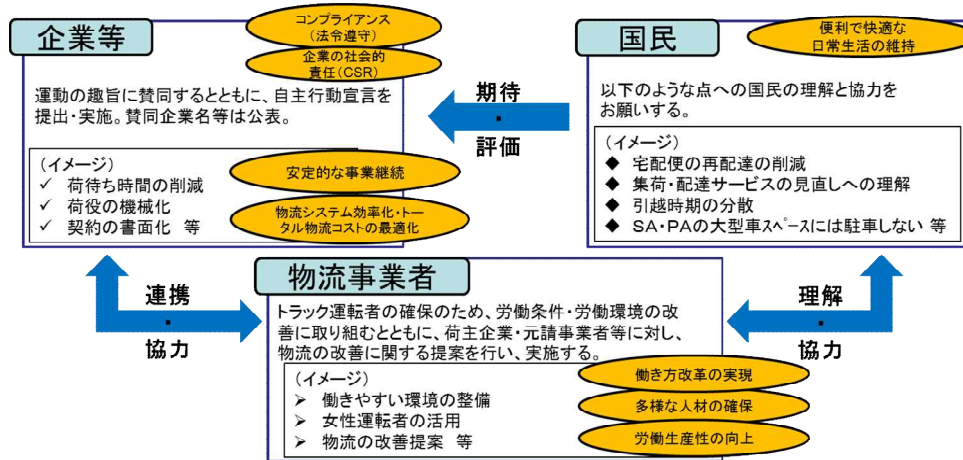 企業等
コンプライアンス
(法令遵守)
企業の社会的
責任(CSR)
運動の趣旨に賛同するとともに、自主行動宣言を
提出・実施。賛同企業名等は公表。
(イメージ)
✓ 荷待ち時間の削減
✓ 荷役の機械化
✓ 契約の書面化 等
安定的な事業継続
物流システム効率化・トー
タル物流コストの最適化
期待
・
評価
国民
便利で快適な
日常生活の維持
以下のような点への国民の理解と協力を
お願いする。
(イメージ)
◆ 宅配便の再配達の削減
◆ 集荷・配達サービスの見直しへの理解
◆ 引越時期の分散
◆ SA・PAの大型車スペースには駐車しない 等
連携
・
協力
物流事業者
トラック運転者の確保のため、労働条件・労働環境の改
善に取り組むとともに、荷主企業・元請事業者等に対し、
物流の改善に関する提案を行い、実施する。
(イメージ)
➢ 働きやすい環境の整備
➢ 女性運転者の活用
➢ 物流の改善提案 等
働き方改革の実現
多様な人材の確保
労働生産性の向上
理解
・
協力